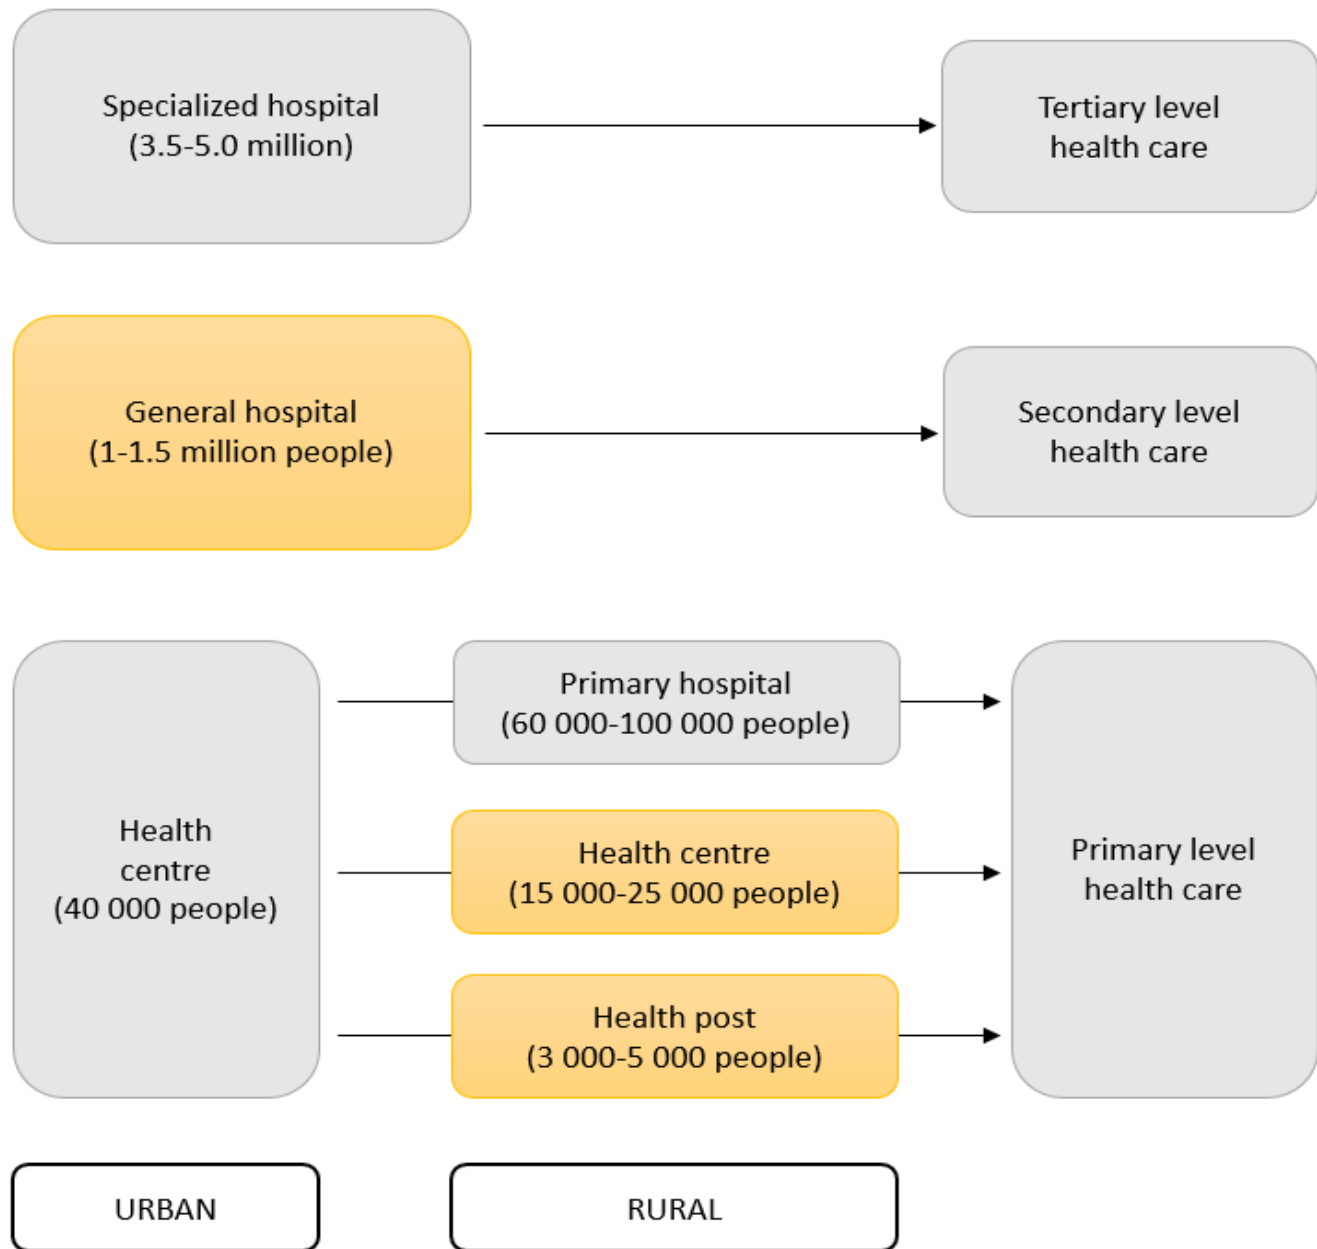 Specialized hospital
(3.5-5.0 million)
Tertiary level
health care
General hospital
(1-1.5 million people)
Secondary level
health care
Health
centre
(40 000 people)
Primary hospital
(60 000-100 000 people)
Health centre
(15 000-25 000 people)
Health post
(3 000-5 000 people)
Primary level
health care
URBAN
RURAL